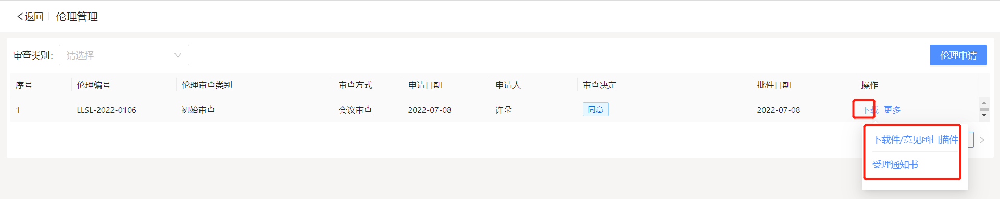 返回 伦理管理
审查类别： 请选择 伦理申请
序号 伦理编号 伦理审查类别 审查方式 申请日期 申请人 审查决定 批件日期 操作
1 LLSL-2022-0106 初始审查 会议审查 2022-07-08 许朵 同意 2022-07-08 下载 更多
下载件/意见函扫描件
受理通知书